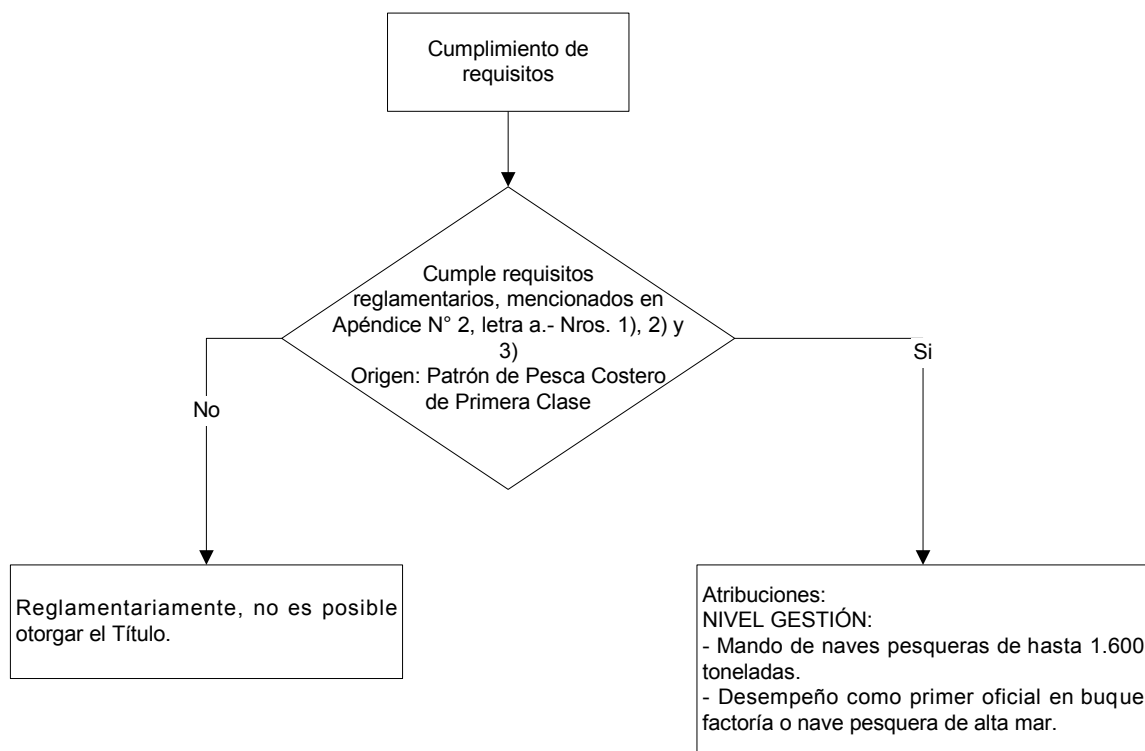 Cumplimiento de
requisitos
Cumple requisitos
reglamentarios, mencionados en
Apéndice N° 2, letra a.- Nros. 1), 2) y
3)
Origen: Patrón de Pesca Costero
de Primera Clase
No
Si
Reglamentariamente, no es posible
otorgar el Título.
Atribuciones:
NIVEL GESTIÓN:
- Mando de naves pesqueras de hasta 1.600
toneladas.
- Desempeño como primer oficial en buque
factoría o nave pesquera de alta mar.